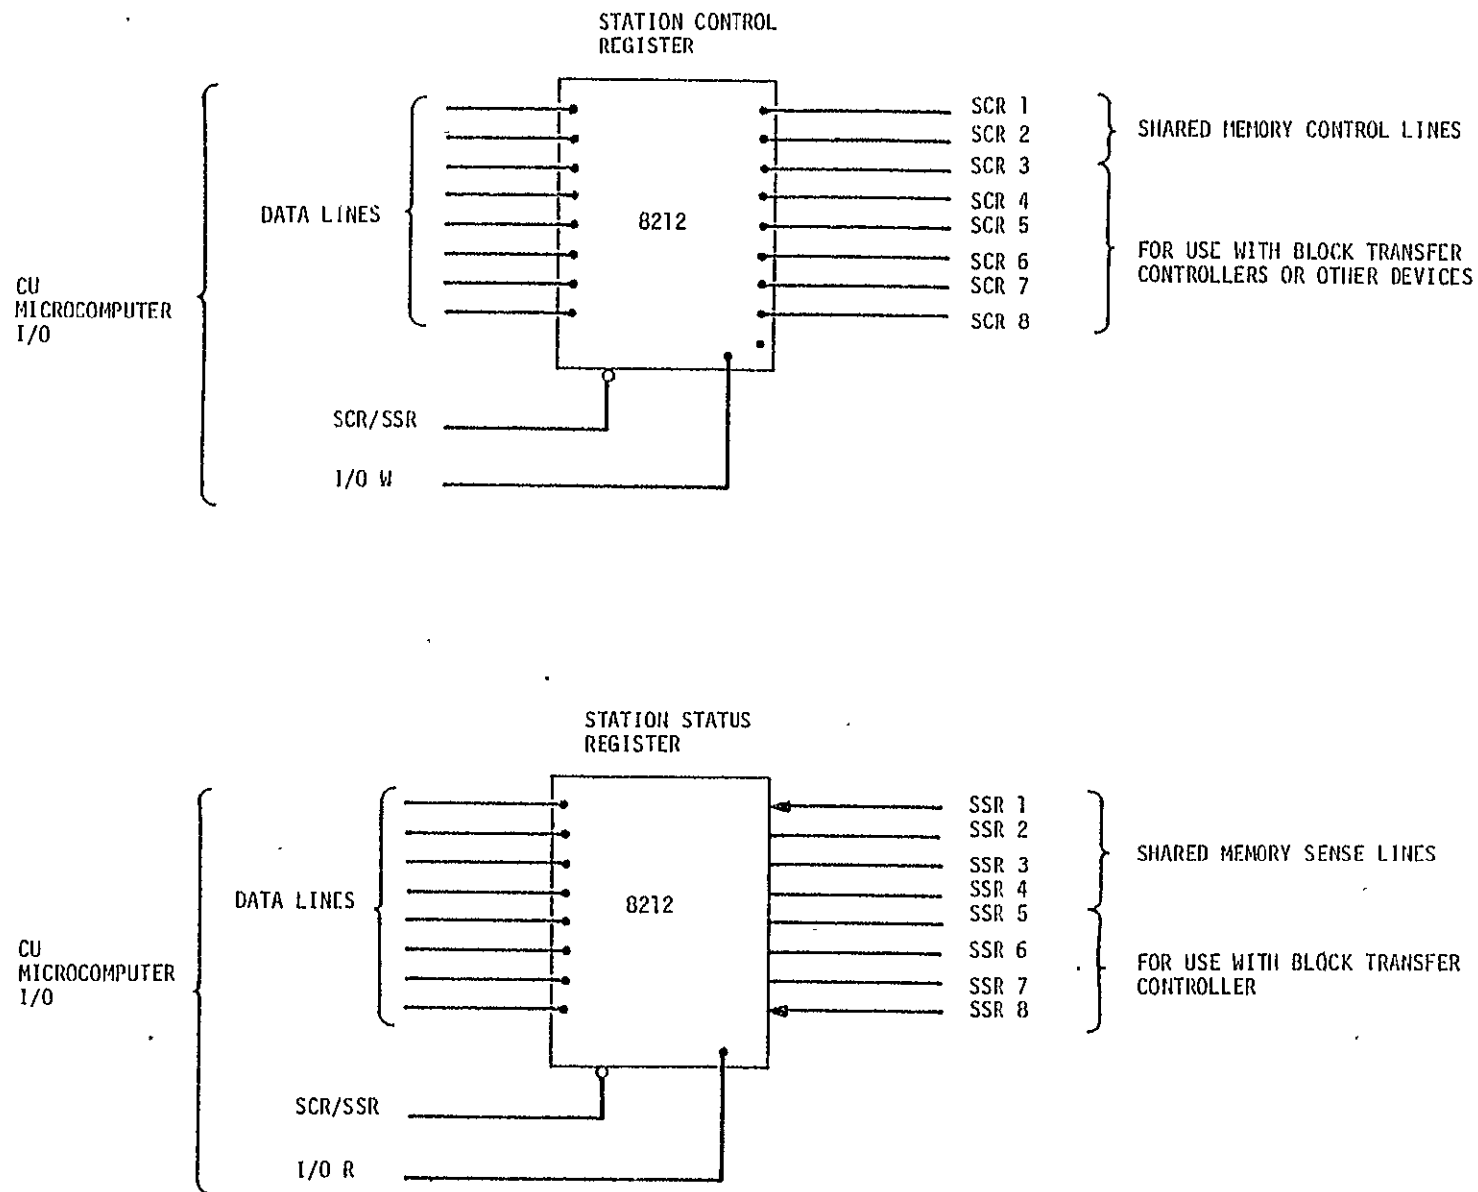 STATION CONTROL
REGISTER
SCR 1
SCR 2
SHARED MEMORY CONTROL LINES
SCR 3
SCR 4
DATA LINES
8212
SCR 5
SCR 6
FOR USE WITH BLOCK TRANSFER
CONTROLLERS OR OTHER DEVICES
SCR 7
CU
MICROCOMPUTER
I/O
SCR 8
SCR/SSR
I/O W
STATION STATUS
REGISTER
SSR 1
SSR 2
SHARED MEMORY SENSE LINES
SSR 3
SSR 4
DATA LINES
8212
SSR 5
SSR 6
CU
MICROCOMPUTER
I/O
FOR USE WITH BLOCK TRANSFER
CONTROLLER
SSR 7
SSR 8
SCR/SSR
I/O R